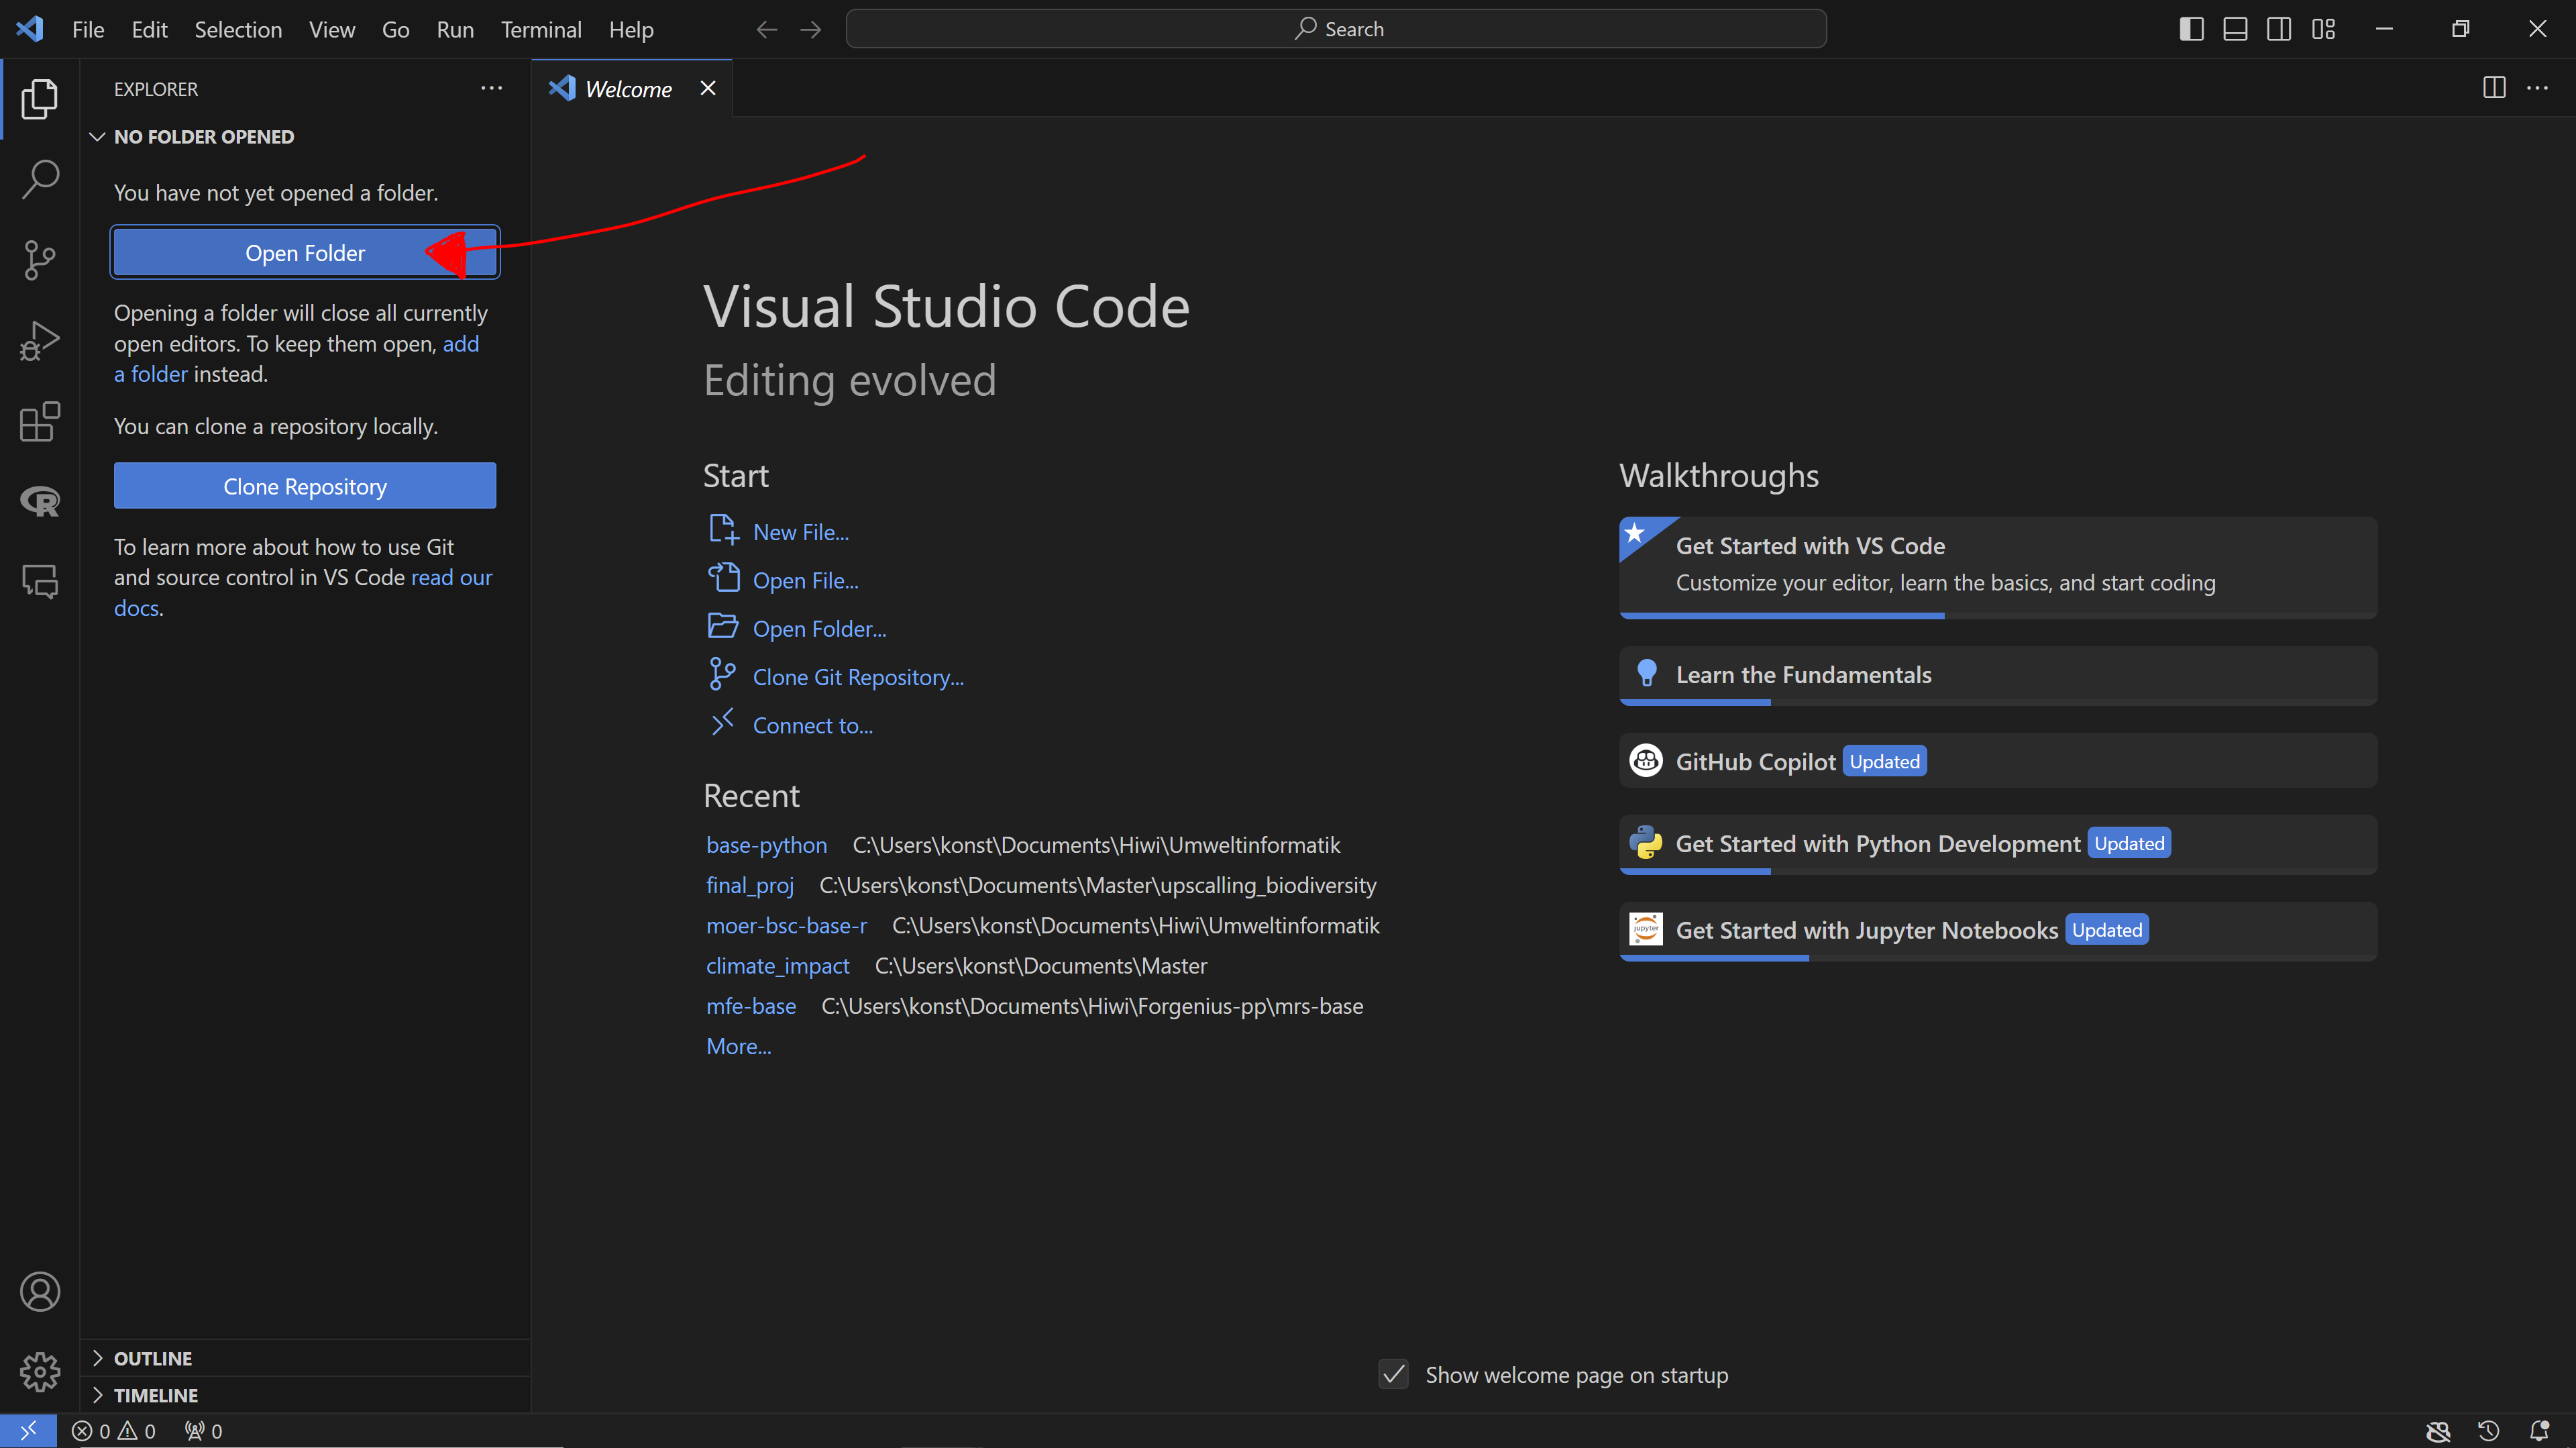 File Edit Selection View Go Run Terminal Help
Search
EXPLORER
NO FOLDER OPENED
You have not yet opened a folder.
Open Folder
Opening a folder will close all currently
open editors. To keep them open, add
a folder instead.
You can clone a repository locally.
Clone Repository
To learn more about how to use Git
and source control in VS Code read our
docs.
OUTLINE
TIMELINE
Welcome
Visual Studio Code
Editing evolved
Start
New File...
Open File...
Open Folder...
Clone Git Repository...
Connect to...
Recent
base-python C:\Users\konst\Documents\Hiwi\Umweltinformatik
final_proj C:\Users\konst\Documents\Master\upscalling_biodiversity
moer-bsc-base-r C:\Users\konst\Documents\Hiwi\Umweltinformatik
climate_impact C:\Users\konst\Documents\Master
mfe-base C:\Users\konst\Documents\Hiwi\Forgenius-pp\mrs-base
More...
Walkthroughs
Get Started with VS Code
Customize your editor, learn the basics, and start coding
Learn the Fundamentals
GitHub Copilot Updated
Get Started with Python Development Updated
jupyter
Get Started with Jupyter Notebooks Updated
Show welcome page on startup
0 0 0